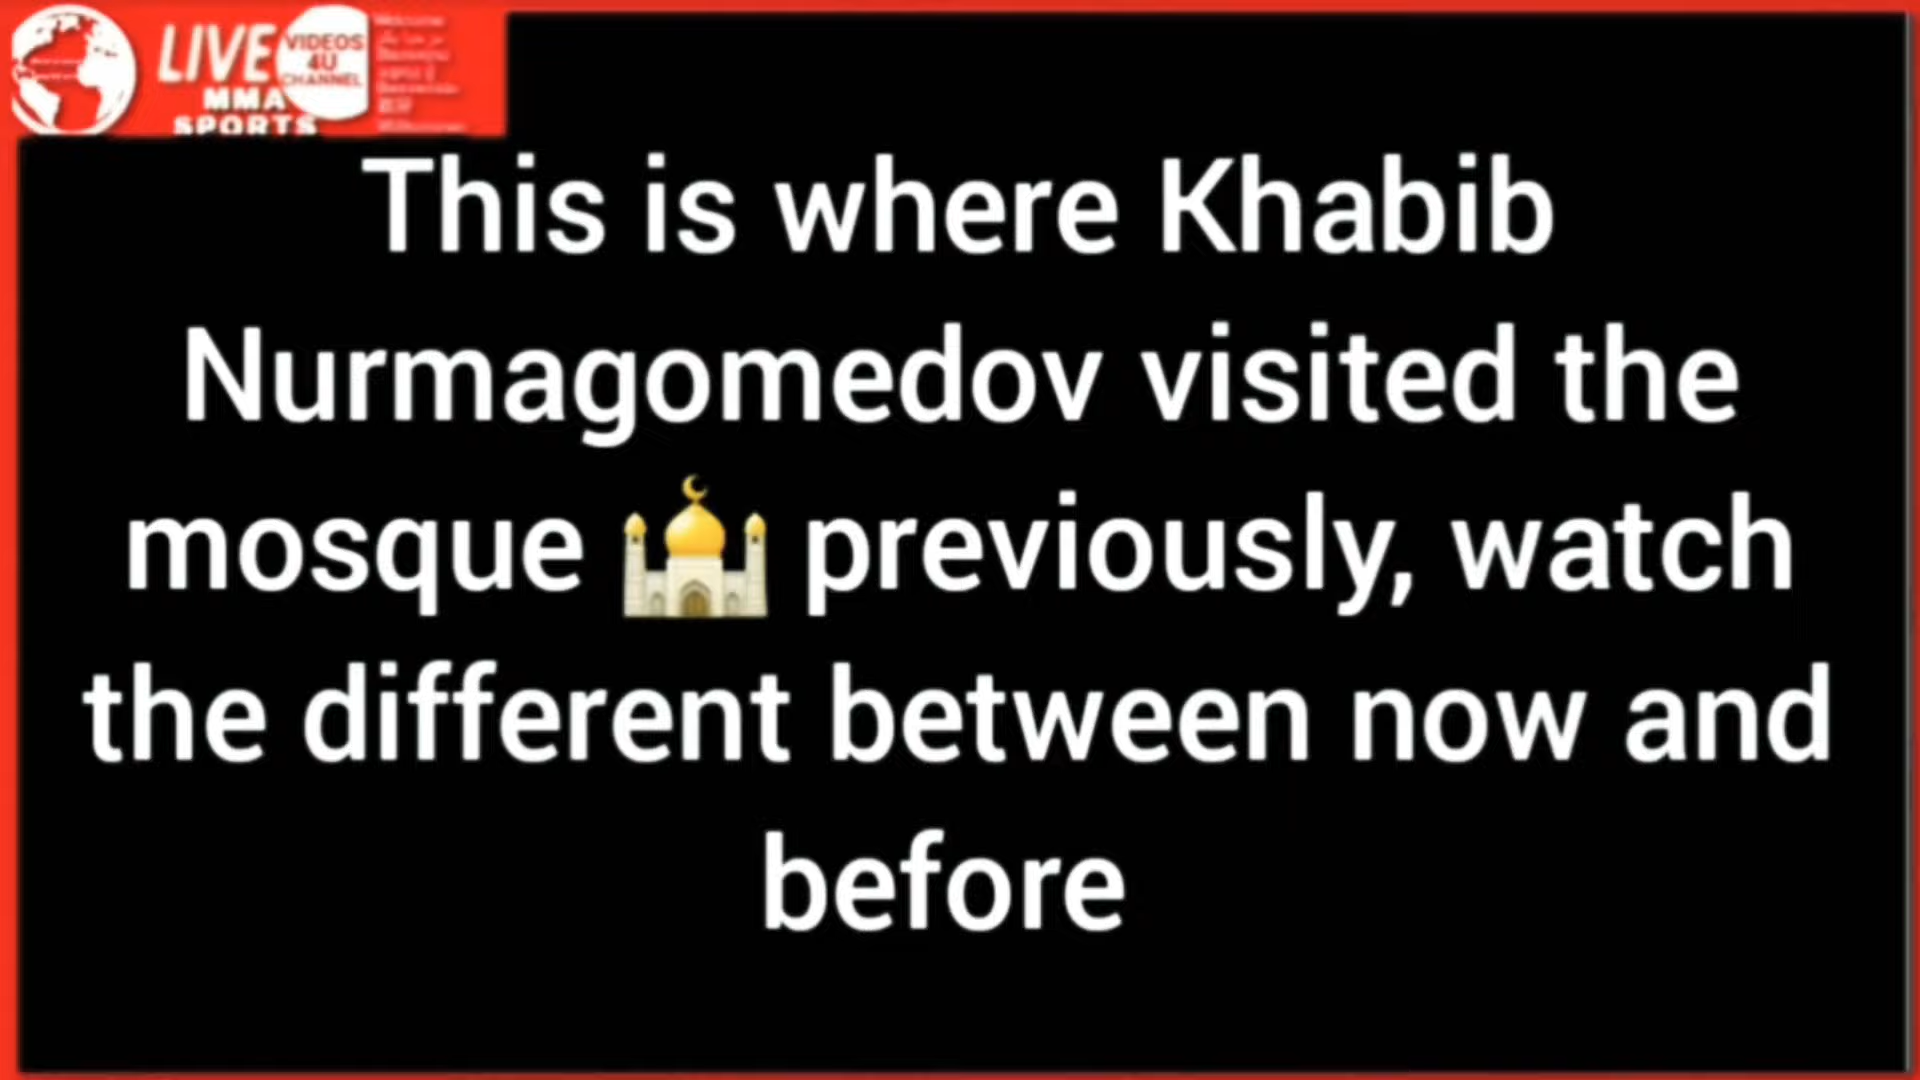 LIVE
VIDEOS
4U
CHANNEL
MMA
SPORTS
This is where Khabib
Nurmagomedov visited the
mosque 🕌 previously, watch
the different between now and
before